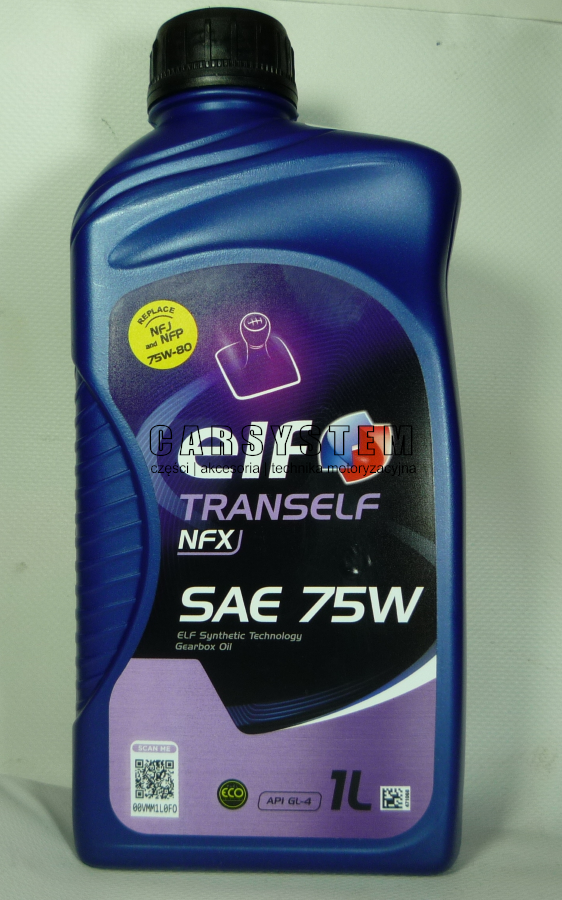 REPLACE
NFJ
and NFP
75W-80
elf
CARSYSTEM
części | akcesoria | technika motoryzacyjna
TRANSELF
NFX
SAE 75W
ELF Synthetic Technology
Gearbox Oil
SCAN ME
00VMM1L0FO
ECO
API GL-4
1L